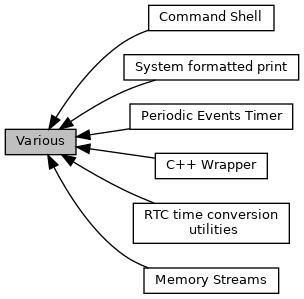 Command Shell
System formatted print
Periodic Events Timer
Various
C++ Wrapper
RTC time conversion
utilities
Memory Streams